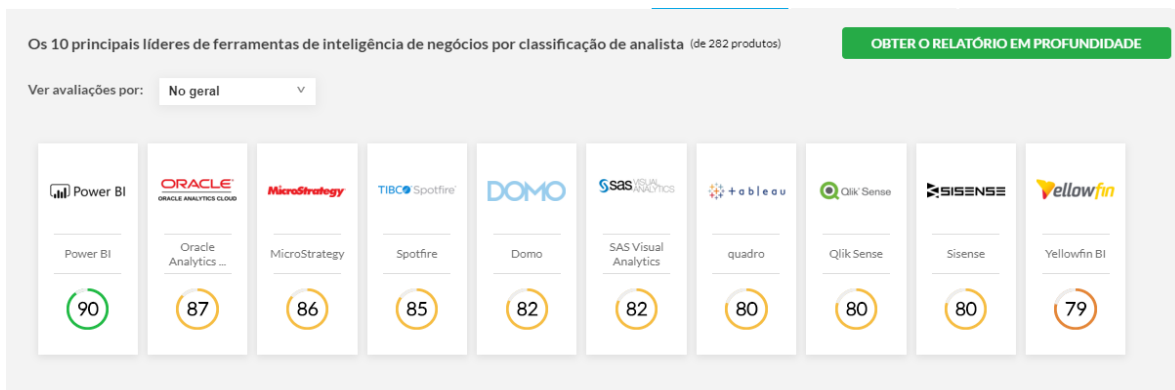 Os 10 principais líderes de ferramentas de inteligência de negócios por classificação de analista (de 282 produtos)
OBTER O RELATÓRIO EM PROFUNDIDADE
Ver avaliações por:
No geral
Power BI
ORACLE
ORACLE ANALYTICS CLOUD
MicroStrategy
TIBCO Spotfire
DOMO
sas VISUAL ANALYTICS
+ableau
Qlik Sense
SISENSE
Yellowfin
Power BI
Oracle
Analytics ...
MicroStrategy
Spotfire
Domo
SAS Visual
Analytics
quadro
Qlik Sense
Sisense
Yellowfin BI
90
87
86
85
82
82
80
80
80
79